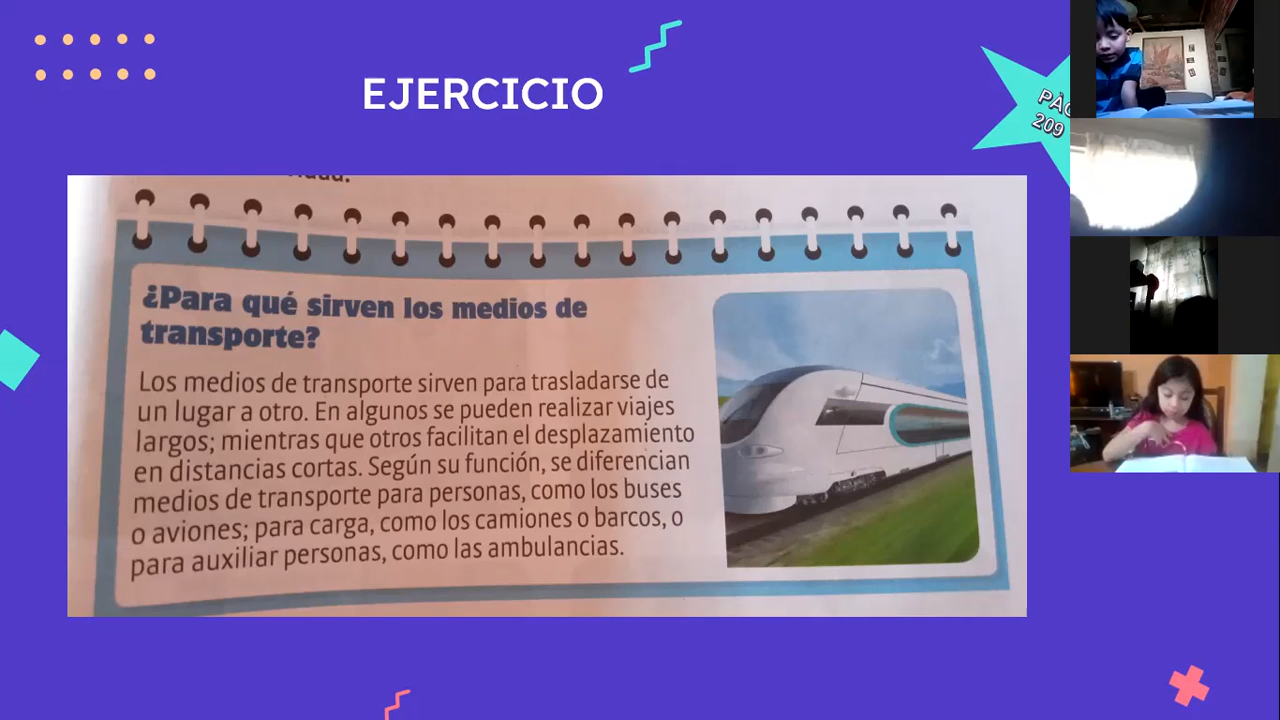 EJERCICIO
209
¿Para qué sirven los medios de
transporte?
Los medios de transporte sirven para trasladarse de
un lugar a otro. En algunos se pueden realizar viajes
largos; mientras que otros facilitan el desplazamiento
en distancias cortas. Según su función, se diferencian
medios de transporte para personas, como los buses
o aviones; para carga, como los camiones o barcos, o
para auxiliar personas, como las ambulancias.